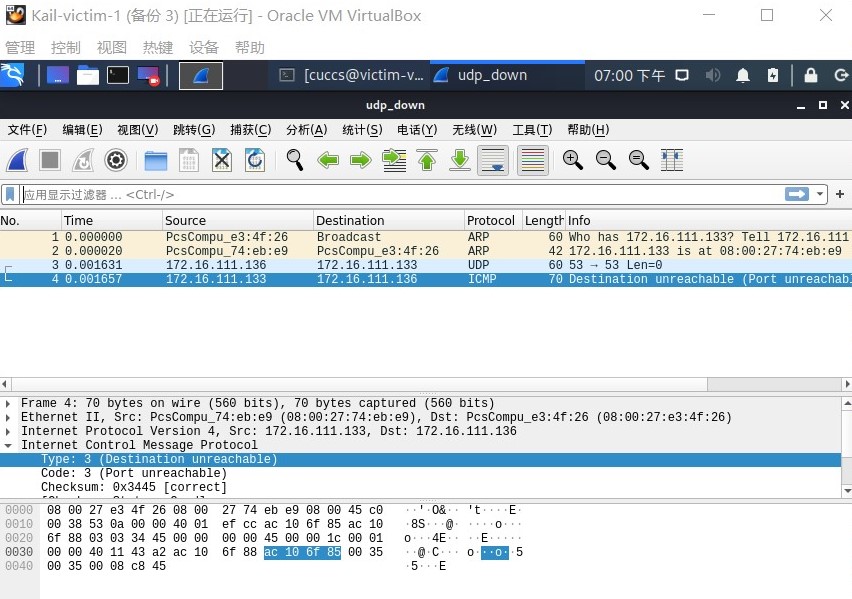 Kail-victim-1 (备份 3) [正在运行] - Oracle VM VirtualBox
管理 控制 视图 热键 设备 帮助
[cuccs@victim-v... udp_down 07:00 下午
udp_down
文件(F) 编辑(E) 视图(V) 跳转(G) 捕获(C) 分析(A) 统计(S) 电话(Y) 无线(W) 工具(T) 帮助(H)
应用显示过滤器 … <Ctrl-/>
No. Time Source Destination Protocol Length Info
1 0.000000 PcsCompu_e3:4f:26 Broadcast ARP 60 Who has 172.16.111.133? Tell 172.16.111
2 0.000020 PcsCompu_74:eb:e9 PcsCompu_e3:4f:26 ARP 42 172.16.111.133 is at 08:00:27:74:eb:e9
3 0.001631 172.16.111.136 172.16.111.133 UDP 60 53 → 53 Len=0
4 0.001657 172.16.111.133 172.16.111.136 ICMP 70 Destination unreachable (Port unreachab
Frame 4: 70 bytes on wire (560 bits), 70 bytes captured (560 bits)
Ethernet II, Src: PcsCompu_74:eb:e9 (08:00:27:74:eb:e9), Dst: PcsCompu_e3:4f:26 (08:00:27:e3:4f:26)
Internet Protocol Version 4, Src: 172.16.111.133, Dst: 172.16.111.136
Internet Control Message Protocol
Type: 3 (Destination unreachable)
Code: 3 (Port unreachable)
Checksum: 0x3445 [correct]
0000 08 00 27 e3 4f 26 08 00 27 74 eb e9 08 00 45 c0 ··'·O&·· 't····E·
0010 00 38 53 0a 00 00 40 01 ef cc ac 10 6f 85 ac 10 ·8S···@· ····o···
0020 6f 88 03 03 34 45 00 00 00 00 45 00 00 1c 00 01 o···4E·· ··E·····
0030 00 00 40 11 43 a2 ac 10 6f 88 ac 10 6f 85 00 35 ··@·C··· o···o··5
0040 00 35 00 08 c8 45 ·5···E